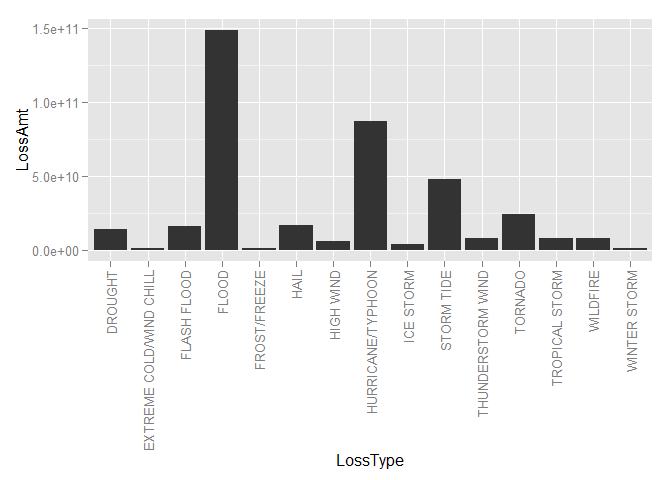 LossAmt
1.5e+11
1.0e+11
5.0e+10
0.0e+00
DROUGHT
EXTREME COLD/WIND CHILL
FLASH FLOOD
FLOOD
FROST/FREEZE
HAIL
HIGH WIND
HURRICANE/TYPHOON
ICE STORM
STORM TIDE
THUNDERSTORM WIND
TORNADO
TROPICAL STORM
WILDFIRE
WINTER STORM
LossType